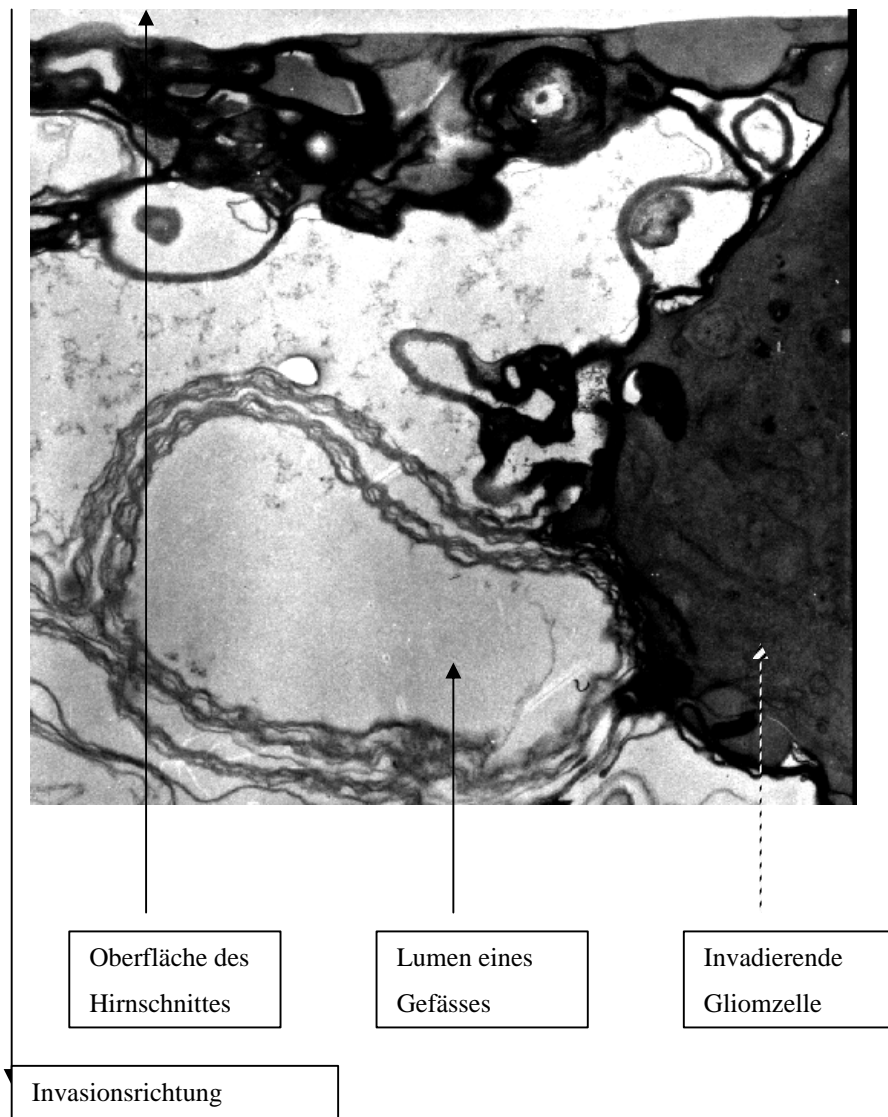 Oberfläche des
Hirnschnittes
Lumen eines
Gefässes
Invadierende
Gliomzelle
Invasionsrichtung